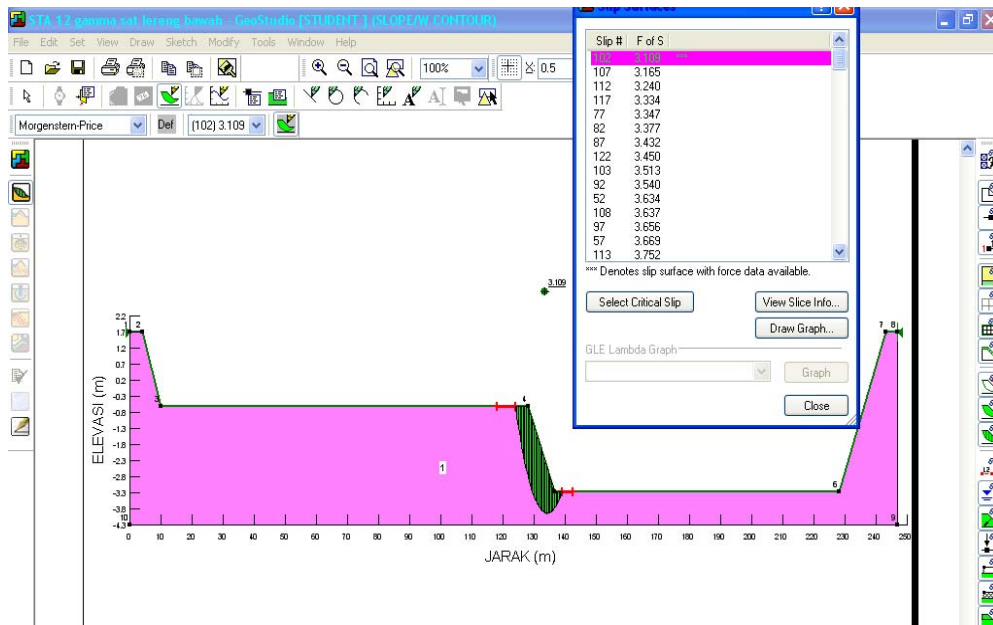 STA 12 gamma sat lereng bawah - GeoStudio [STUDENT ] (SLOPE/W CONTOUR)
File Edit Set View Draw Sketch Modify Tools Window Help
100% 0.5
Morgenstern-Price Def (102) 3.109
Slip Surfaces
Slip # F of S
102 3.109 ***
107 3.165
112 3.240
117 3.334
77 3.347
82 3.377
87 3.432
122 3.450
103 3.513
92 3.540
52 3.634
108 3.637
97 3.656
57 3.669
113 3.752
*** Denotes slip surface with force data available.
Select Critical Slip View Slice Info...
Draw Graph...
GLE Lambda Graph
Graph
Close
3.109
1 2 3 4 6 7 8 9 10
1
ELEVASI (m)
2.2
1.7
1.2
0.7
0.2
-0.3
-0.8
-1.3
-1.8
-2.3
-2.8
-3.3
-3.8
-4.3
0 10 20 30 40 50 60 70 80 90 100 110 120 130 140 150 160 170 180 190 200 210 220 230 240 250
JARAK (m)